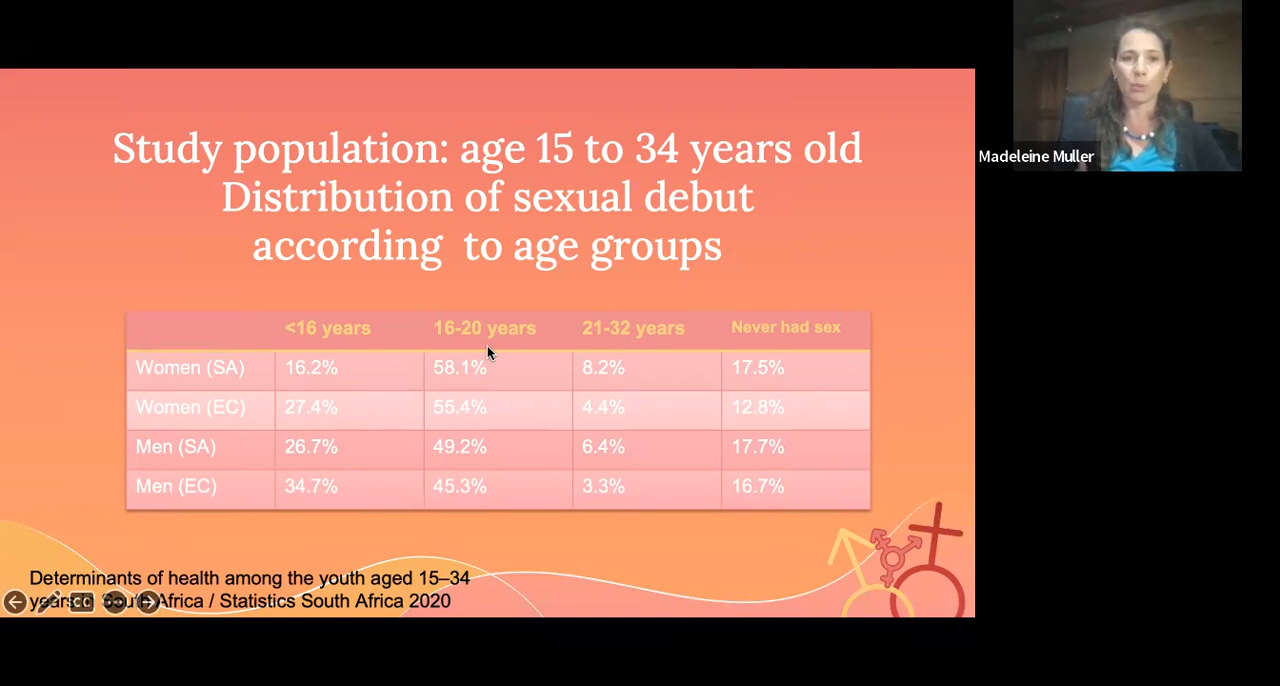 Study population: age 15 to 34 years old
Distribution of sexual debut
according to age groups
<16 years 16-20 years 21-32 years Never had sex
Women (SA) 16.2% 58.1% 8.2% 17.5%
Women (EC) 27.4% 55.4% 4.4% 12.8%
Men (SA) 26.7% 49.2% 6.4% 17.7%
Men (EC) 34.7% 45.3% 3.3% 16.7%
Determinants of health among the youth aged 15–34
years South Africa / Statistics South Africa 2020
Madeleine Muller